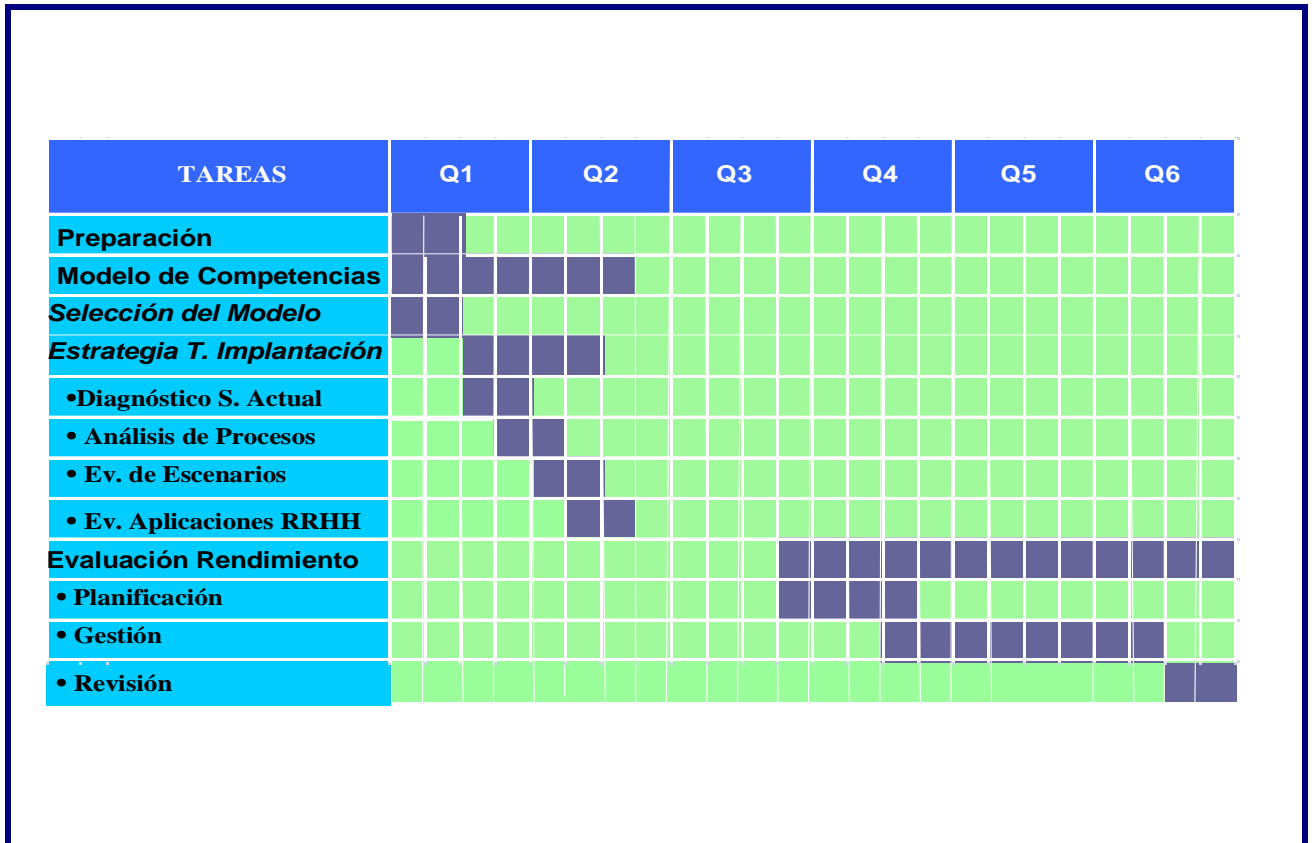 TAREAS Q1 Q2 Q3 Q4 Q5 Q6
Preparación
Modelo de Competencias
Selección del Modelo
Estrategia T. Implantación
•Diagnóstico S. Actual
• Análisis de Procesos
• Ev. de Escenarios
• Ev. Aplicaciones RRHH
Evaluación Rendimiento
• Planificación
• Gestión
• Revisión